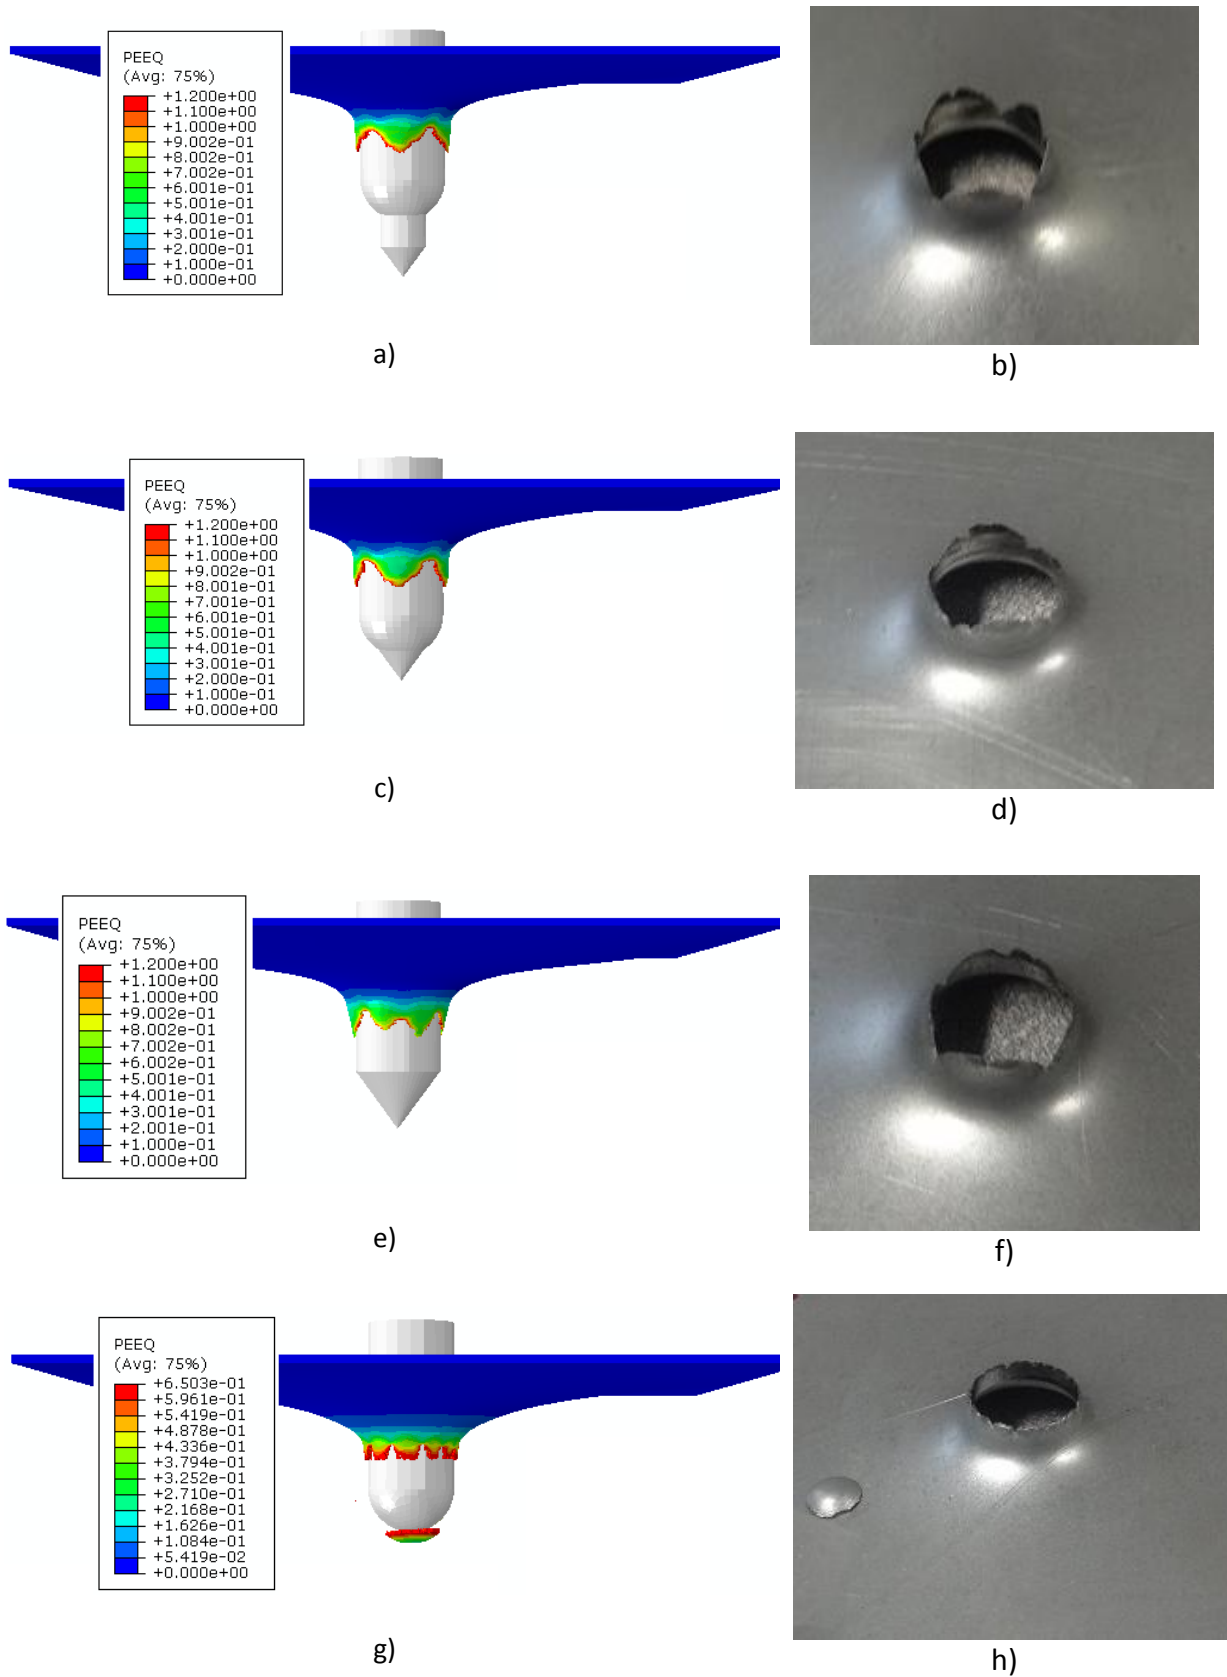 PEEQ
(Avg: 75%)
+1.200e+00
+1.100e+00
+1.000e+00
+9.002e-01
+8.002e-01
+7.002e-01
+6.001e-01
+5.001e-01
+4.001e-01
+3.001e-01
+2.000e-01
+1.000e-01
+0.000e+00
a)
b)
PEEQ
(Avg: 75%)
+1.200e+00
+1.100e+00
+1.000e+00
+9.002e-01
+8.001e-01
+7.001e-01
+6.001e-01
+5.001e-01
+4.001e-01
+3.001e-01
+2.000e-01
+1.000e-01
+0.000e+00
c)
d)
PEEQ
(Avg: 75%)
+1.200e+00
+1.100e+00
+1.000e+00
+9.002e-01
+8.002e-01
+7.002e-01
+6.002e-01
+5.001e-01
+4.001e-01
+3.001e-01
+2.001e-01
+1.000e-01
+0.000e+00
e)
f)
PEEQ
(Avg: 75%)
+6.503e-01
+5.961e-01
+5.419e-01
+4.878e-01
+4.336e-01
+3.794e-01
+3.252e-01
+2.710e-01
+2.168e-01
+1.626e-01
+1.084e-01
+5.419e-02
+0.000e+00
g)
h)